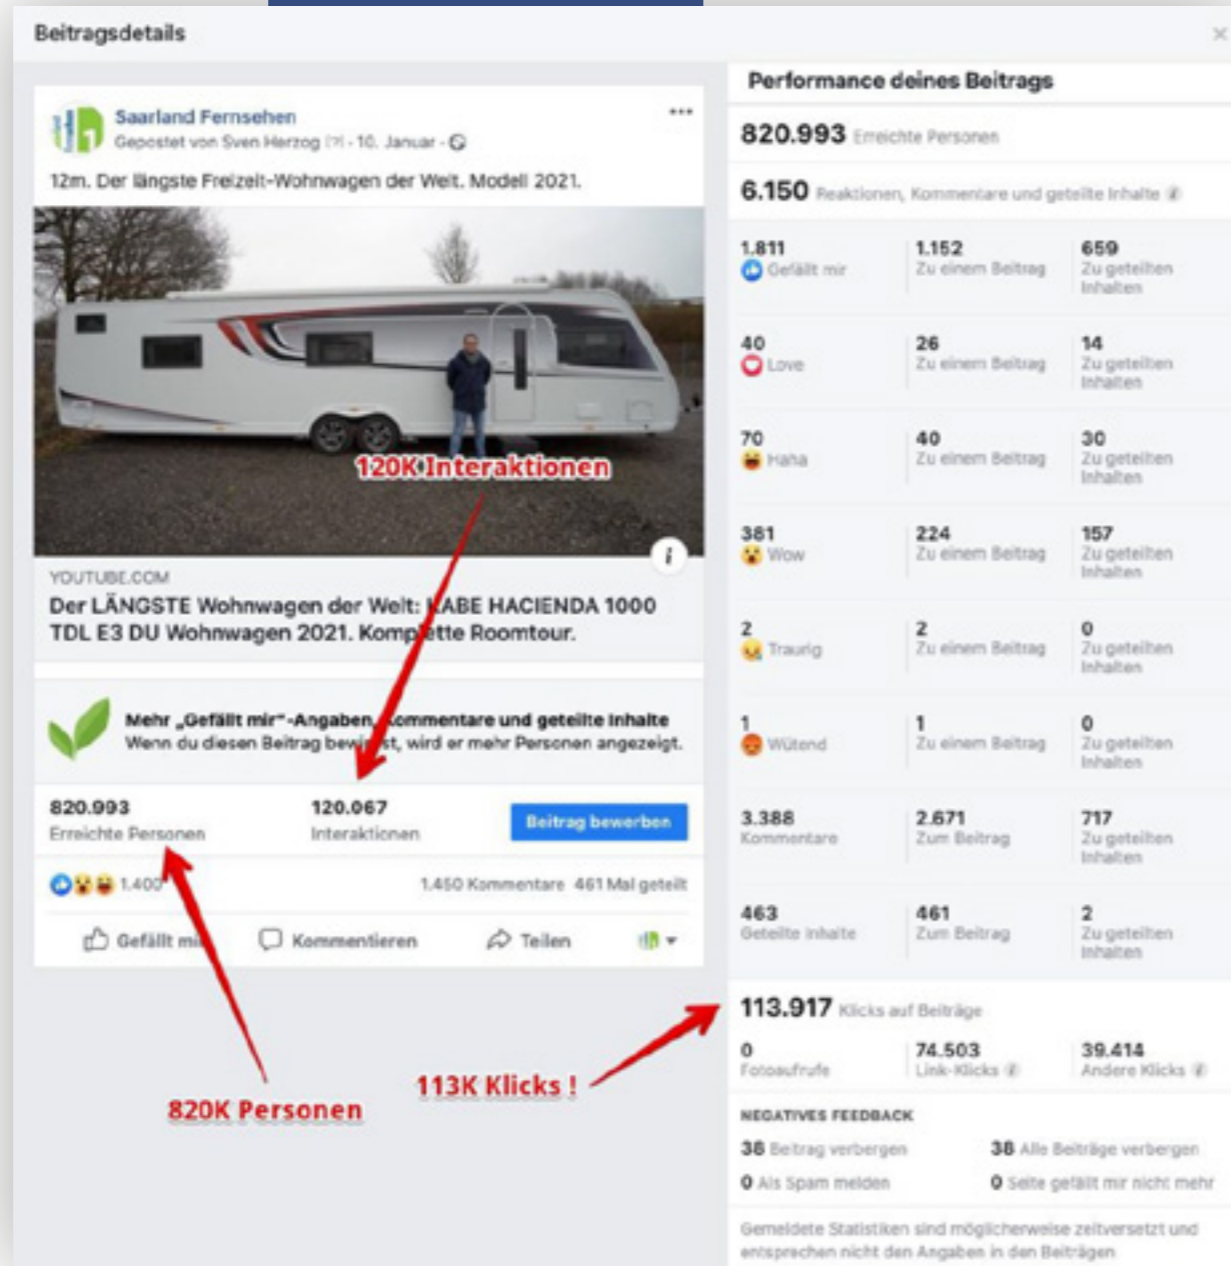 Beitragsdetails
Saarland Fernsehen
Gepostet von Sven Herzog [?] · 10. Januar ·
12m. Der längste Freizeit-Wohnwagen der Welt. Modell 2021.
120K Interaktionen
YOUTUBE.COM
Der LÄNGSTE Wohnwagen der Welt: KABE HACIENDA 1000
TDL E3 DU Wohnwagen 2021. Komplette Roomtour.
Mehr „Gefällt mir“-Angaben, Kommentare und geteilte Inhalte
Wenn du diesen Beitrag bewirbst, wird er mehr Personen angezeigt.
820.993
Erreichte Personen
120.067
Interaktionen
Beitrag bewerben
1.400
1.450 Kommentare 461 Mal geteilt
Gefällt mir
Kommentieren
Teilen
820K Personen
113K Klicks !
Performance deines Beitrags
820.993 Erreichte Personen
6.150 Reaktionen, Kommentare und geteilte Inhalte
1.811
Gefällt mir
1.152
Zu einem Beitrag
659
Zu geteilten
Inhalten
40
Love
26
Zu einem Beitrag
14
Zu geteilten
Inhalten
70
Haha
40
Zu einem Beitrag
30
Zu geteilten
Inhalten
381
Wow
224
Zu einem Beitrag
157
Zu geteilten
Inhalten
2
Traurig
2
Zu einem Beitrag
0
Zu geteilten
Inhalten
1
Wütend
1
Zu einem Beitrag
0
Zu geteilten
Inhalten
3.388
Kommentare
2.671
Zum Beitrag
717
Zu geteilten
Inhalten
463
Geteilte Inhalte
461
Zum Beitrag
2
Zu geteilten
Inhalten
113.917 Klicks auf Beiträge
0
Fotoaufrufe
74.503
Link-Klicks
39.414
Andere Klicks
NEGATIVES FEEDBACK
38 Beitrag verbergen
38 Alle Beiträge verbergen
0 Als Spam melden
0 Seite gefällt mir nicht mehr
Gemeldete Statistiken sind möglicherweise zeitversetzt und
entsprechen nicht den Angaben in den Beiträgen